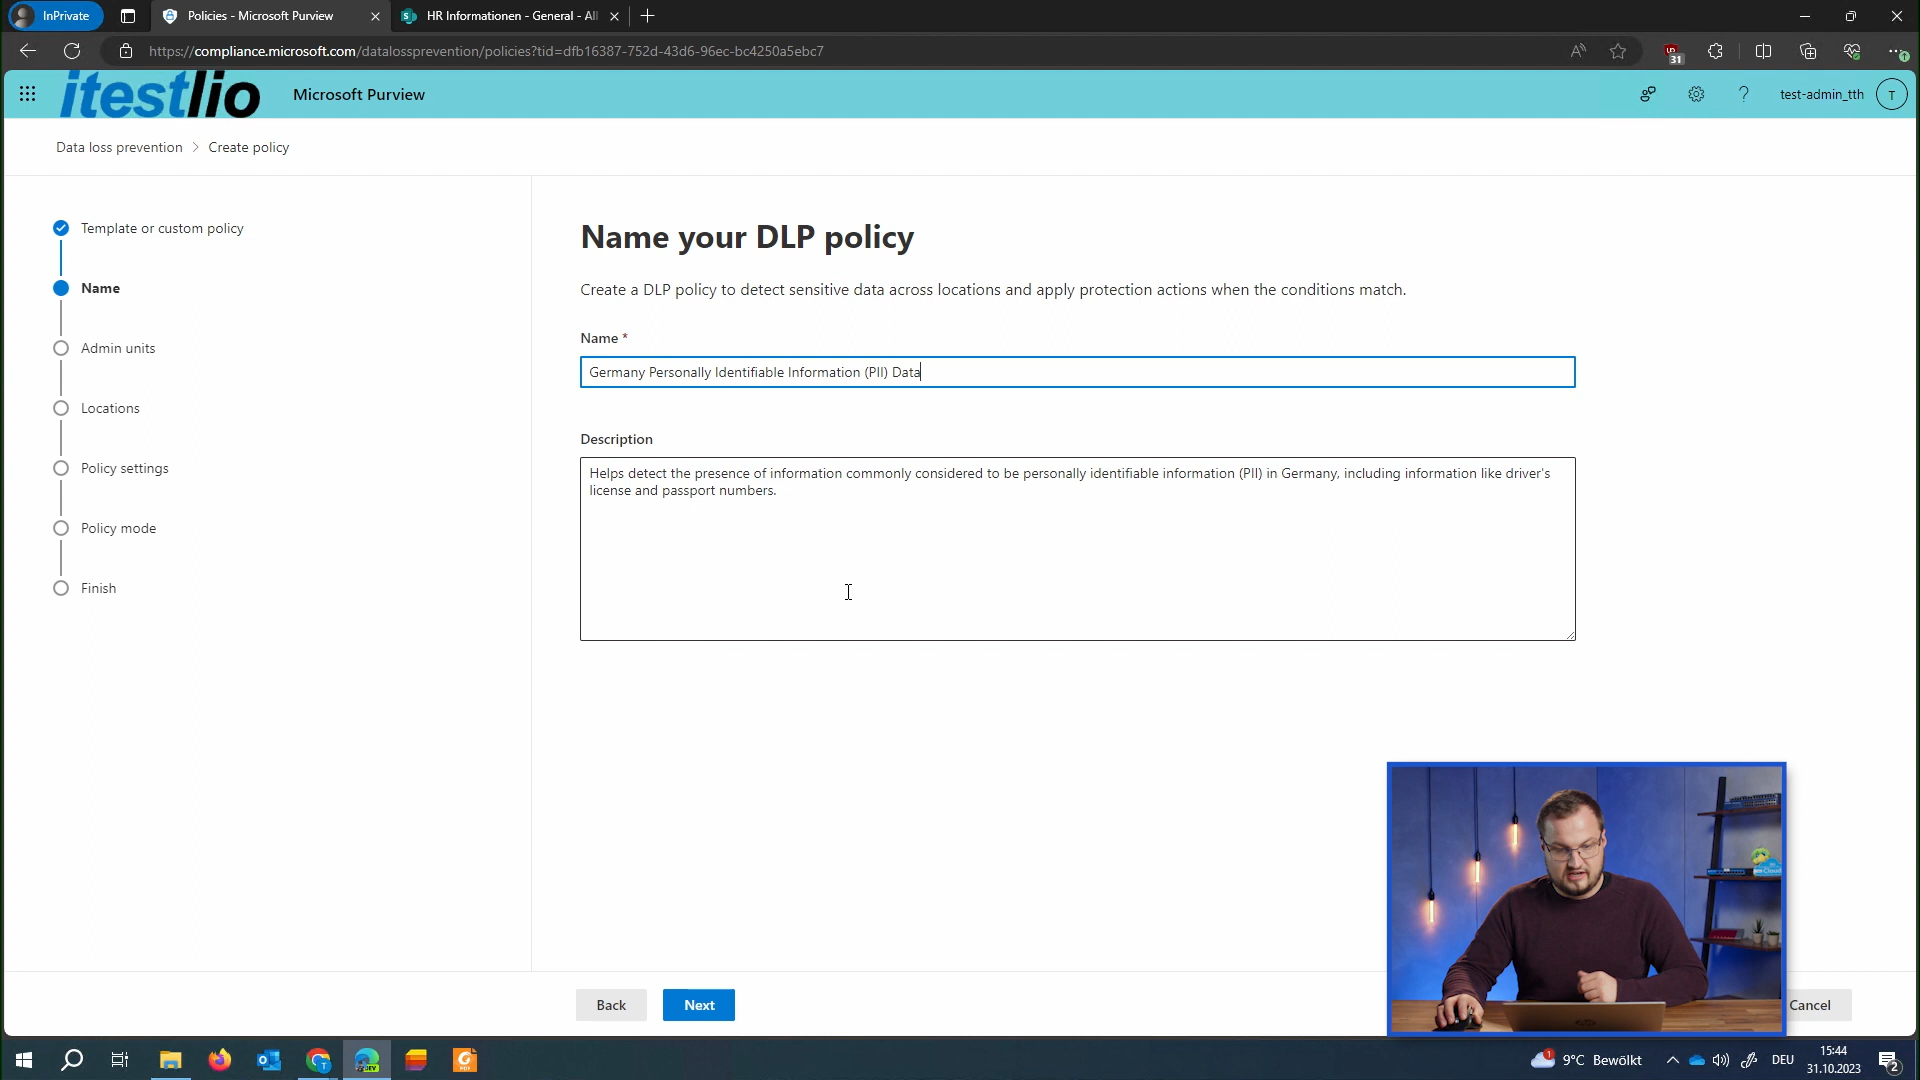 InPrivate
Policies - Microsoft Purview
HR Informationen - General - All
https://compliance.microsoft.com/datalossprevention/policies?tid=dfb16387-752d-43d6-96ec-bc4250a5ebc7
31
1
itestlio
Microsoft Purview
test-admin_tth
T
Data loss prevention > Create policy
Template or custom policy
Name
Admin units
Locations
Policy settings
Policy mode
Finish
Name your DLP policy
Create a DLP policy to detect sensitive data across locations and apply protection actions when the conditions match.
Name *
Germany Personally Identifiable Information (PII) Data
Description
Helps detect the presence of information commonly considered to be personally identifiable information (PII) in Germany, including information like driver's
license and passport numbers.
Back
Next
Cancel
Cloud
1
9°C Bewölkt
DEU
15:44
31.10.2023
2